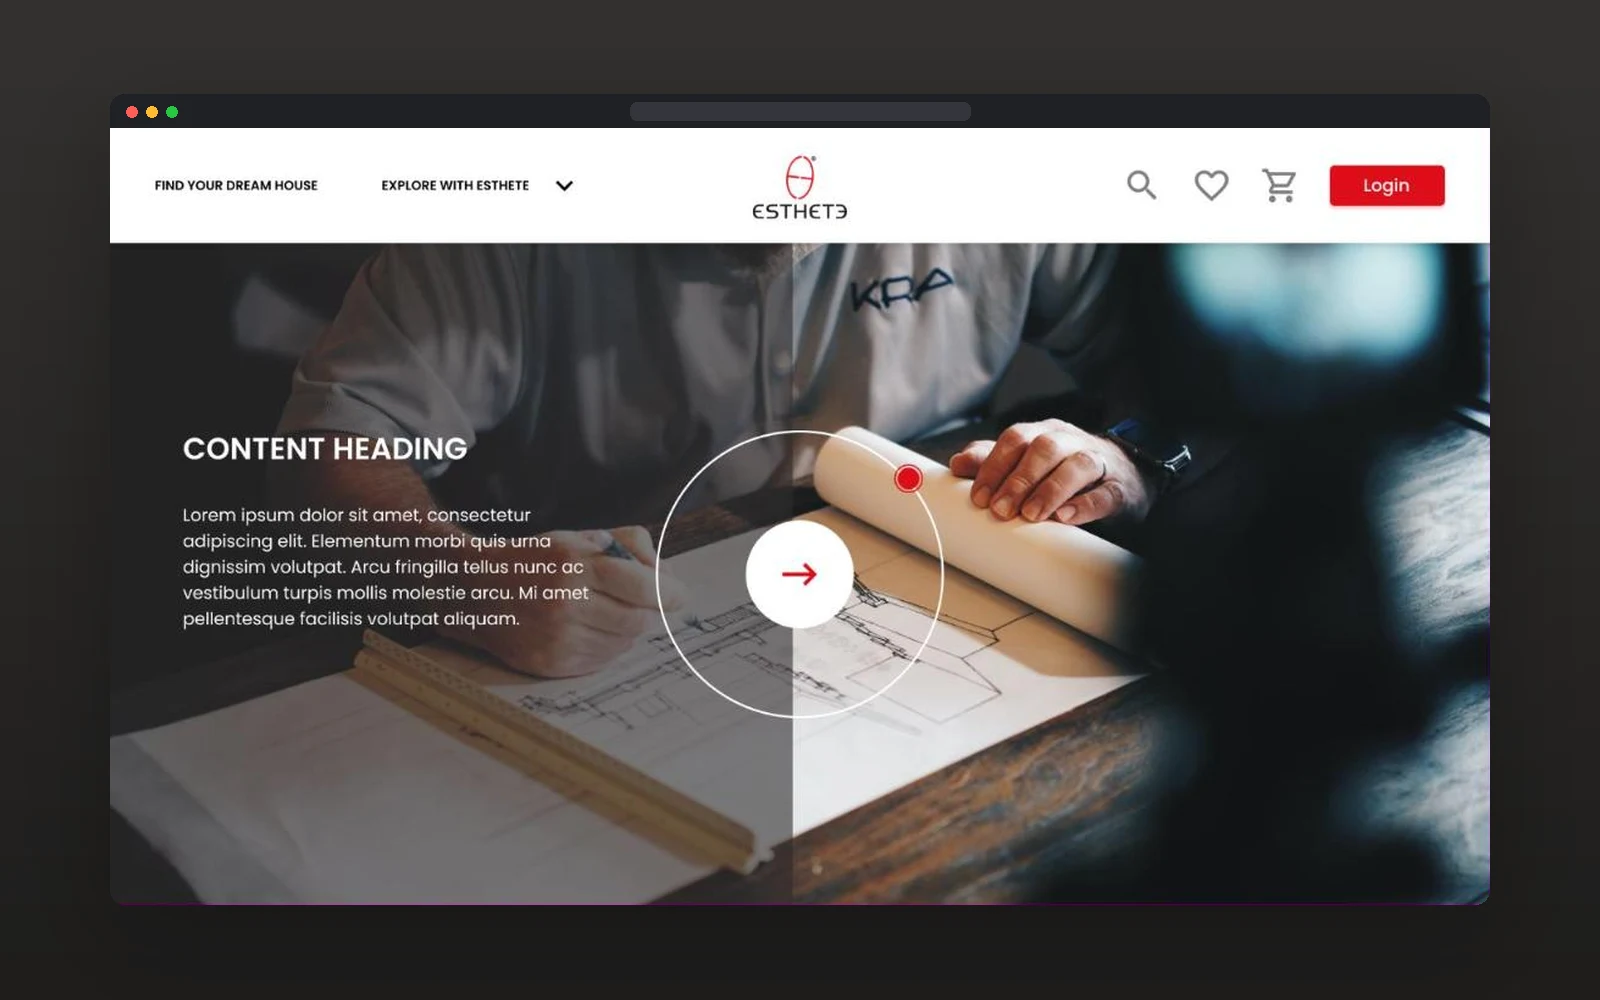 FIND YOUR DREAM HOUSE
EXPLORE WITH ESTHETE
ESTHETƎ
Login
KRA
CONTENT HEADING
Lorem ipsum dolor sit amet, consectetur
adipiscing elit. Elementum morbi quis urna
dignissim volutpat. Arcu fringilla tellus nunc ac
vestibulum turpis mollis molestie arcu. Mi amet
pellentesque facilisis volutpat aliquam.